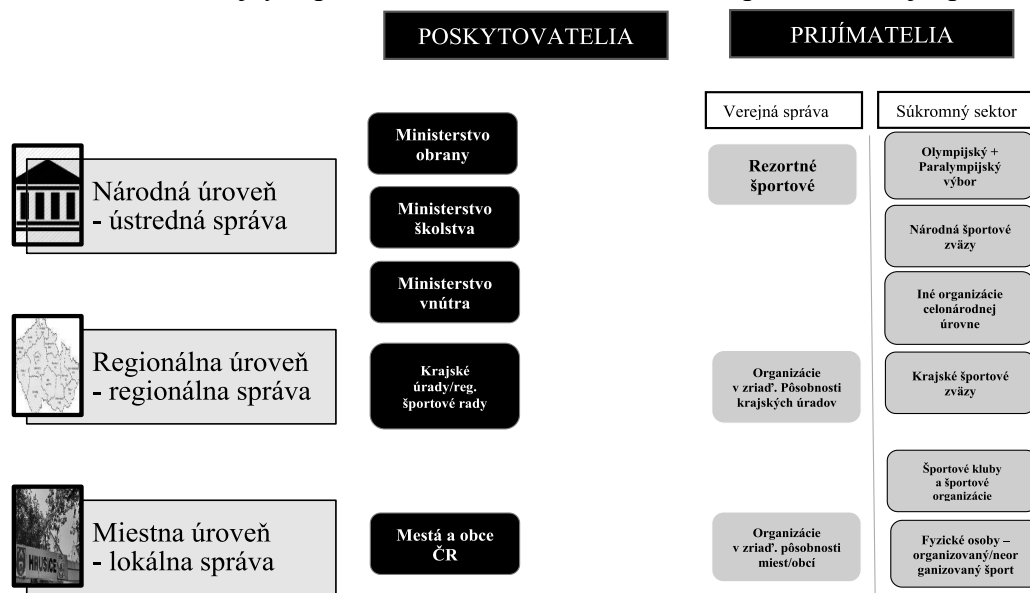 POSKYTOVATELIA
PRIJÍMATELIA
Verejná správa
Súkromný sektor
Národná úroveň
- ústredná správa
Ministerstvo
obrany
Ministerstvo
školstva
Ministerstvo
vnútra
Rezortné
športové
Olympijský +
Paralympijský
výbor
Národná športové
zväzy
Iné organizácie
celonárodnej
úrovne
Regionálna úroveň
- regionálna správa
Krajské
úrady/reg.
športové rady
Organizácie
v zriaď. Pôsobnosti
krajských úradov
Krajské športové
zväzy
Športové kluby
a športové
organizácie
Miestna úroveň
- lokálna správa
HRUSICE
Mestá a obce
ČR
Organizácie
v zriaď. pôsobnosti
miest/obcí
Fyzické osoby –
organizovaný/neor
ganizovaný šport